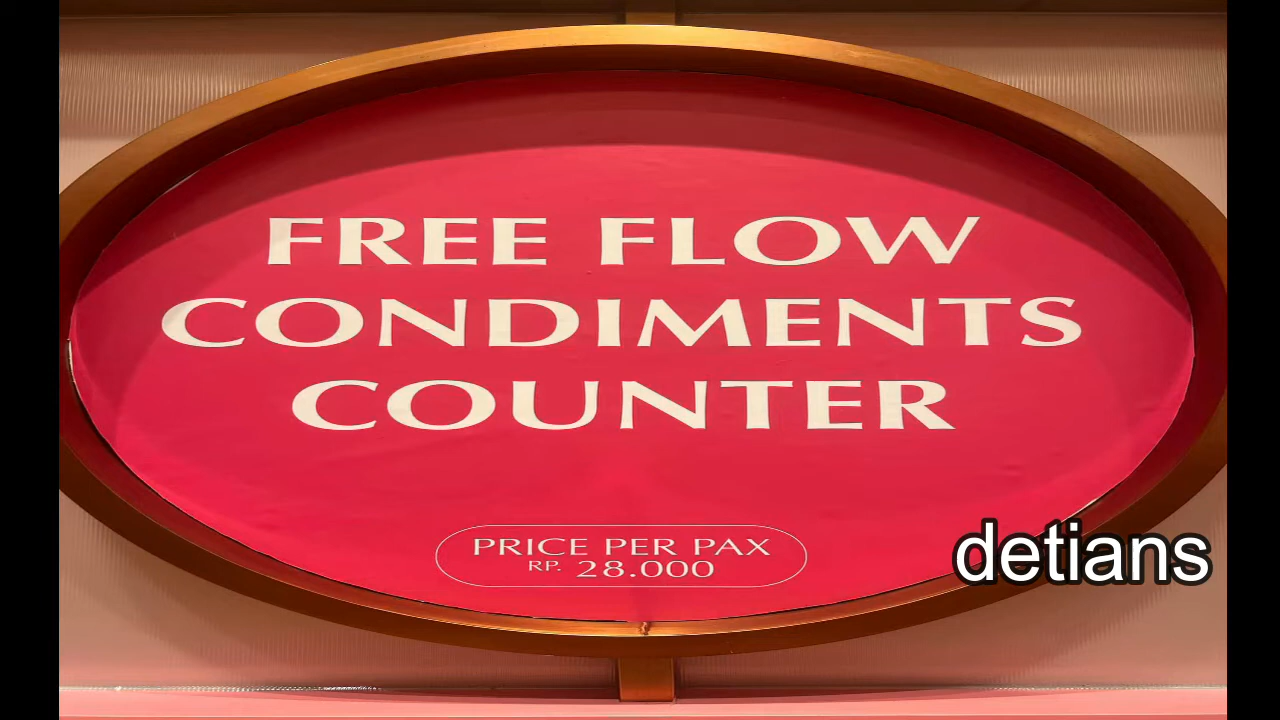 FREE FLOW
CONDIMENTS
COUNTER
PRICE PER PAX
RP. 28.000
detians